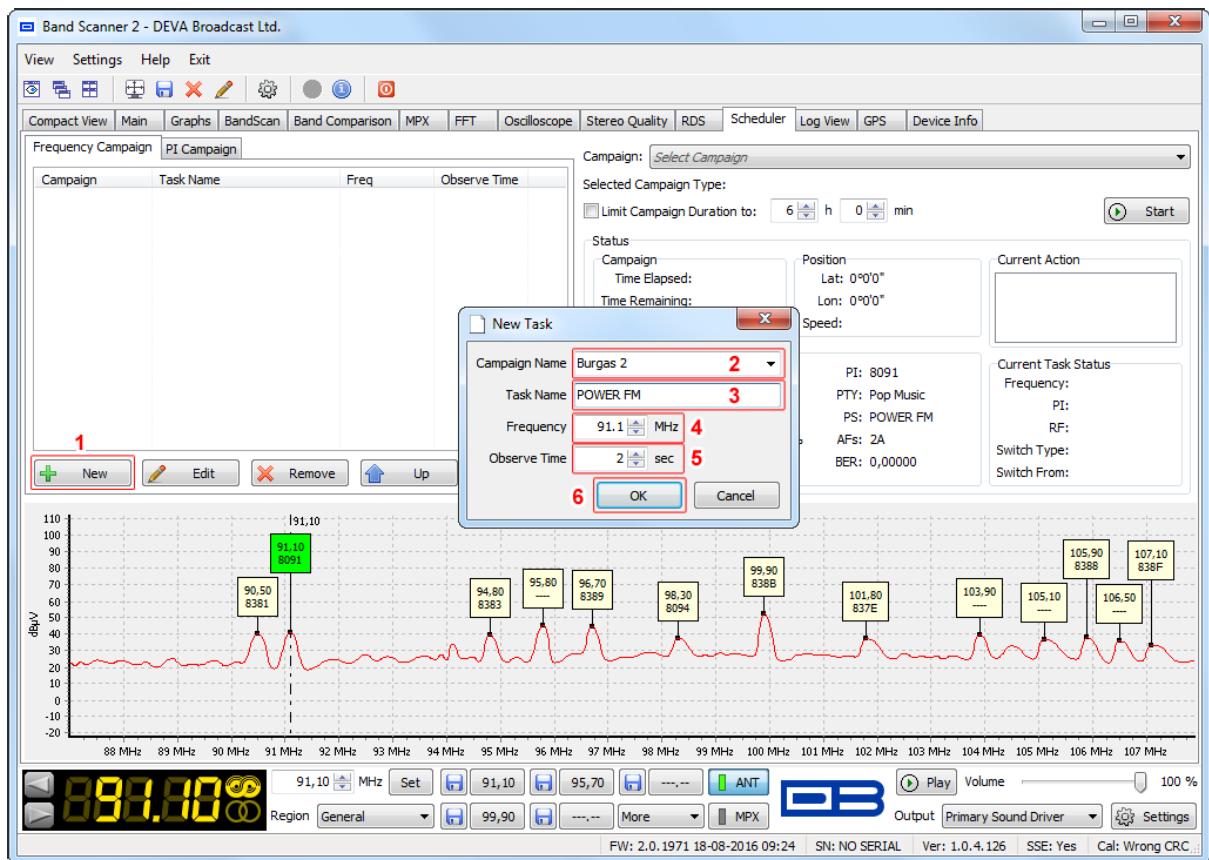 Band Scanner 2 - DEVA Broadcast Ltd.
View Settings Help Exit
Compact View Main Graphs BandScan Band Comparison MPX FFT Oscilloscope Stereo Quality RDS Scheduler Log View GPS Device Info
Frequency Campaign PI Campaign
Campaign Task Name Freq Observe Time
Campaign: Select Campaign
Selected Campaign Type:
Limit Campaign Duration to: 6 h 0 min
Start
Status
Campaign
Time Elapsed:
Time Remaining:
Position
Lat: 0º0'0"
Lon: 0º0'0"
Speed:
Current Action
PI: 8091
PTY: Pop Music
PS: POWER FM
AFs: 2A
BER: 0,00000
Current Task Status
Frequency:
PI:
RF:
Switch Type:
Switch From:
New Task
Campaign Name Burgas 2 2
Task Name POWER FM 3
Frequency 91.1 MHz 4
Observe Time 2 sec 5
6 OK Cancel
1
New Edit Remove Up
110
100
90
80
70
60
50
40
30
20
10
0
-10
-20
dBµV
91,10
90,50
8381
91,10
8091
94,80
8383
95,80
----
96,70
8389
98,30
8094
99,90
838B
101,80
837E
103,90
----
105,10
----
105,90
8388
106,50
----
107,10
838F
88 MHz 89 MHz 90 MHz 91 MHz 92 MHz 93 MHz 94 MHz 95 MHz 96 MHz 97 MHz 98 MHz 99 MHz 100 MHz 101 MHz 102 MHz 103 MHz 104 MHz 105 MHz 106 MHz 107 MHz
91.10
91,10 MHz Set 91,10 95,70 ---,-- ANT
Region General 99,90 ---,-- More MPX
DB
Play Volume 100 %
Output Primary Sound Driver Settings
FW: 2.0.1971 18-08-2016 09:24 SN: NO SERIAL Ver: 1.0.4.126 SSE: Yes Cal: Wrong CRC